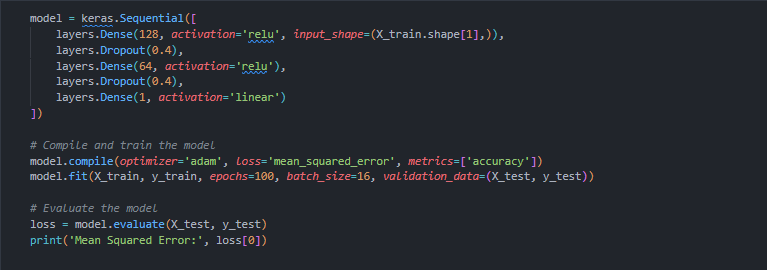 model = keras.Sequential([
    layers.Dense(128, activation='relu', input_shape=(X_train.shape[1],)),
    layers.Dropout(0.4),
    layers.Dense(64, activation='relu'),
    layers.Dropout(0.4),
    layers.Dense(1, activation='linear')
])

# Compile and train the model
model.compile(optimizer='adam', loss='mean_squared_error', metrics=['accuracy'])
model.fit(X_train, y_train, epochs=100, batch_size=16, validation_data=(X_test, y_test))

# Evaluate the model
loss = model.evaluate(X_test, y_test)
print('Mean Squared Error:', loss[0])